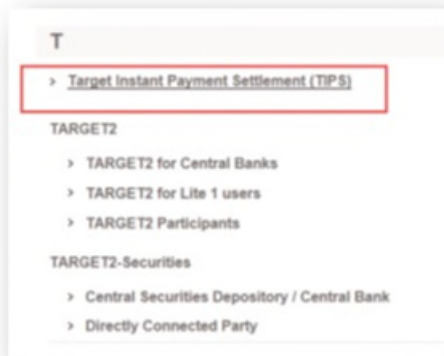 T
> Target Instant Payment Settlement (TIPS)
TARGET2
> TARGET2 for Central Banks
> TARGET2 for Lite 1 users
> TARGET2 Participants
TARGET2-Securities
> Central Securities Depository / Central Bank
> Directly Connected Party